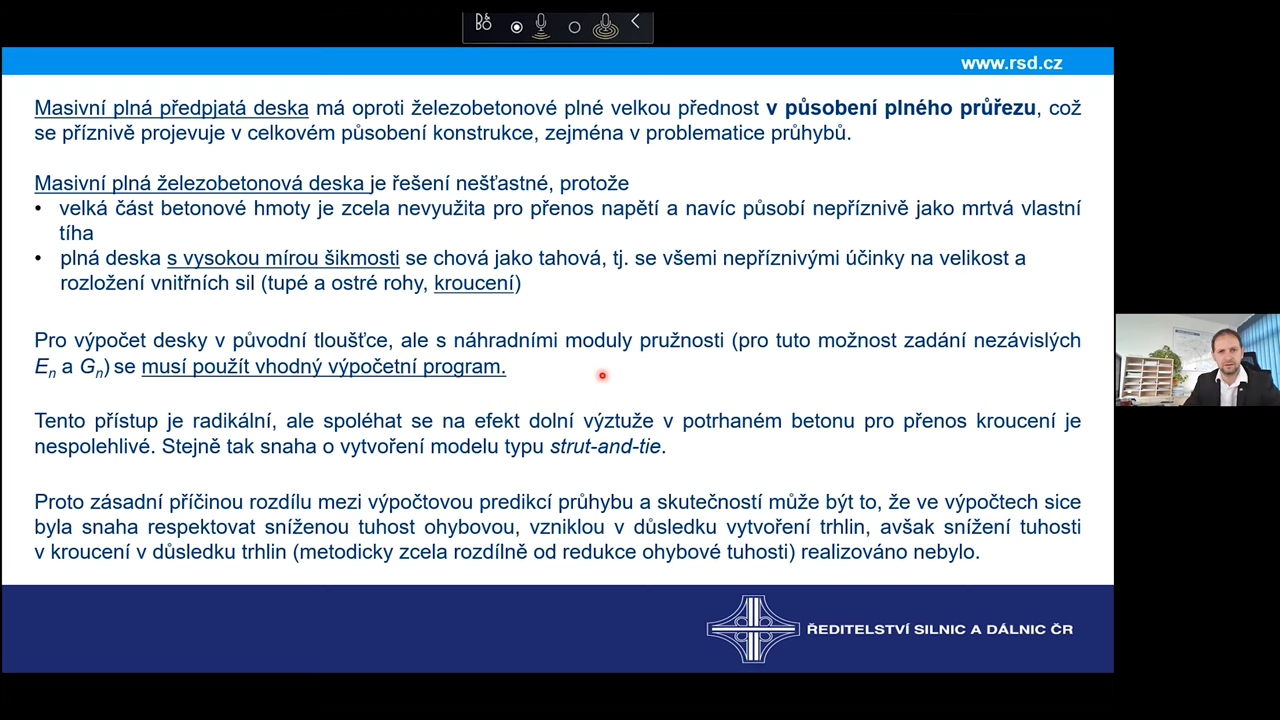 www.rsd.cz
Masivní plná předpjatá deska má oproti železobetonové plné velkou přednost v působení plného průřezu, což
se příznivě projevuje v celkovém působení konstrukce, zejména v problematice průhybů.
Masivní plná železobetonová deska je řešení nešťastné, protože
• velká část betonové hmoty je zcela nevyužita pro přenos napětí a navíc působí nepříznivě jako mrtvá vlastní
tíha
• plná deska s vysokou mírou šikmosti se chová jako tahová, tj. se všemi nepříznivými účinky na velikost a
rozložení vnitřních sil (tupé a ostré rohy, kroucení)
Pro výpočet desky v původní tloušťce, ale s náhradními moduly pružnosti (pro tuto možnost zadání nezávislých
En a Gn) se musí použít vhodný výpočetní program.
Tento přístup je radikální, ale spoléhat se na efekt dolní výztuže v potrhaném betonu pro přenos kroucení je
nespolehlivé. Stejně tak snaha o vytvoření modelu typu strut-and-tie.
Proto zásadní příčinou rozdílu mezi výpočtovou predikcí průhybu a skutečností může být to, že ve výpočtech sice
byla snaha respektovat sníženou tuhost ohybovou, vzniklou v důsledku vytvoření trhlin, avšak snížení tuhosti
v kroucení v důsledku trhlin (metodicky zcela rozdílně od redukce ohybové tuhosti) realizováno nebylo.
ŘEDITELSTVÍ SILNIC A DÁLNIC ČR